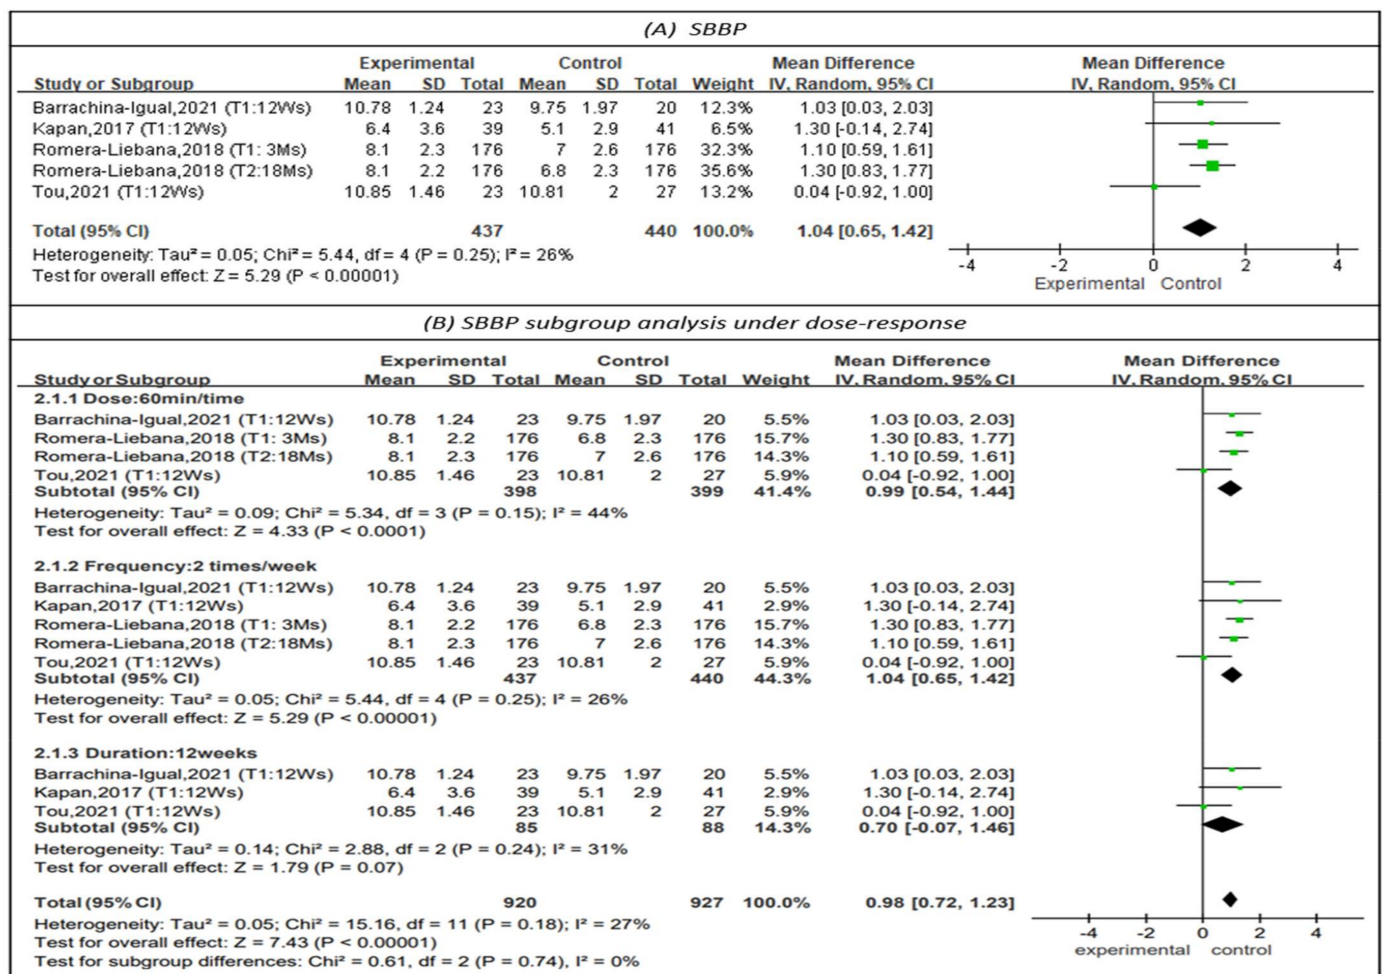 (A) SBBP
Experimental Control Mean Difference Mean Difference
Study or Subgroup Mean SD Total Mean SD Total Weight IV, Random, 95% CI IV, Random, 95% CI
Barrachina-Igual,2021 (T1:12Ws) 10.78 1.24 23 9.75 1.97 20 12.3% 1.03 [0.03, 2.03]
Kapan,2017 (T1:12Ws) 6.4 3.6 39 5.1 2.9 41 6.5% 1.30 [-0.14, 2.74]
Romera-Liebana,2018 (T1: 3Ms) 8.1 2.3 176 7 2.6 176 32.3% 1.10 [0.59, 1.61]
Romera-Liebana,2018 (T2:18Ms) 8.1 2.2 176 6.8 2.3 176 35.6% 1.30 [0.83, 1.77]
Tou,2021 (T1:12Ws) 10.85 1.46 23 10.81 2 27 13.2% 0.04 [-0.92, 1.00]
Total (95% CI) 437 440 100.0% 1.04 [0.65, 1.42]
Heterogeneity: Tau² = 0.05; Chi² = 5.44, df = 4 (P = 0.25); I² = 26%
Test for overall effect: Z = 5.29 (P < 0.00001)
-4 -2 0 2 4
Experimental Control
(B) SBBP subgroup analysis under dose-response
Experimental Control Mean Difference Mean Difference
Study or Subgroup Mean SD Total Mean SD Total Weight IV, Random, 95% CI IV, Random, 95% CI
2.1.1 Dose:60min/time
Barrachina-Igual,2021 (T1:12Ws) 10.78 1.24 23 9.75 1.97 20 5.5% 1.03 [0.03, 2.03]
Romera-Liebana,2018 (T1: 3Ms) 8.1 2.2 176 6.8 2.3 176 15.7% 1.30 [0.83, 1.77]
Romera-Liebana,2018 (T2:18Ms) 8.1 2.3 176 7 2.6 176 14.3% 1.10 [0.59, 1.61]
Tou,2021 (T1:12Ws) 10.85 1.46 23 10.81 2 27 5.9% 0.04 [-0.92, 1.00]
Subtotal (95% CI) 398 399 41.4% 0.99 [0.54, 1.44]
Heterogeneity: Tau² = 0.09; Chi² = 5.34, df = 3 (P = 0.15); I² = 44%
Test for overall effect: Z = 4.33 (P < 0.0001)
2.1.2 Frequency:2 times/week
Barrachina-Igual,2021 (T1:12Ws) 10.78 1.24 23 9.75 1.97 20 5.5% 1.03 [0.03, 2.03]
Kapan,2017 (T1:12Ws) 6.4 3.6 39 5.1 2.9 41 2.9% 1.30 [-0.14, 2.74]
Romera-Liebana,2018 (T1: 3Ms) 8.1 2.2 176 6.8 2.3 176 15.7% 1.30 [0.83, 1.77]
Romera-Liebana,2018 (T2:18Ms) 8.1 2.3 176 7 2.6 176 14.3% 1.10 [0.59, 1.61]
Tou,2021 (T1:12Ws) 10.85 1.46 23 10.81 2 27 5.9% 0.04 [-0.92, 1.00]
Subtotal (95% CI) 437 440 44.3% 1.04 [0.65, 1.42]
Heterogeneity: Tau² = 0.05; Chi² = 5.44, df = 4 (P = 0.25); I² = 26%
Test for overall effect: Z = 5.29 (P < 0.00001)
2.1.3 Duration:12weeks
Barrachina-Igual,2021 (T1:12Ws) 10.78 1.24 23 9.75 1.97 20 5.5% 1.03 [0.03, 2.03]
Kapan,2017 (T1:12Ws) 6.4 3.6 39 5.1 2.9 41 2.9% 1.30 [-0.14, 2.74]
Tou,2021 (T1:12Ws) 10.85 1.46 23 10.81 2 27 5.9% 0.04 [-0.92, 1.00]
Subtotal (95% CI) 85 88 14.3% 0.70 [-0.07, 1.46]
Heterogeneity: Tau² = 0.14; Chi² = 2.88, df = 2 (P = 0.24); I² = 31%
Test for overall effect: Z = 1.79 (P = 0.07)
Total (95% CI) 920 927 100.0% 0.98 [0.72, 1.23]
Heterogeneity: Tau² = 0.05; Chi² = 15.16, df = 11 (P = 0.18); I² = 27%
Test for overall effect: Z = 7.43 (P < 0.00001)
Test for subgroup differences: Chi² = 0.61, df = 2 (P = 0.74), I² = 0%
-4 -2 0 2 4
experimental control